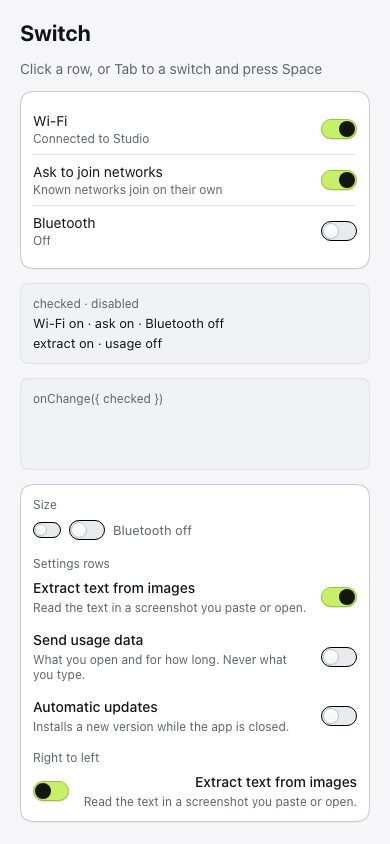 Switch
Click a row, or Tab to a switch and press Space
Wi-Fi
Connected to Studio
Ask to join networks
Known networks join on their own
Bluetooth
Off
checked · disabled
Wi-Fi on · ask on · Bluetooth off
extract on · usage off
onChange({ checked })
Size
Bluetooth off
Settings rows
Extract text from images
Read the text in a screenshot you paste or open.
Send usage data
What you open and for how long. Never what
you type.
Automatic updates
Installs a new version while the app is closed.
Right to left
Extract text from images
Read the text in a screenshot you paste or open.